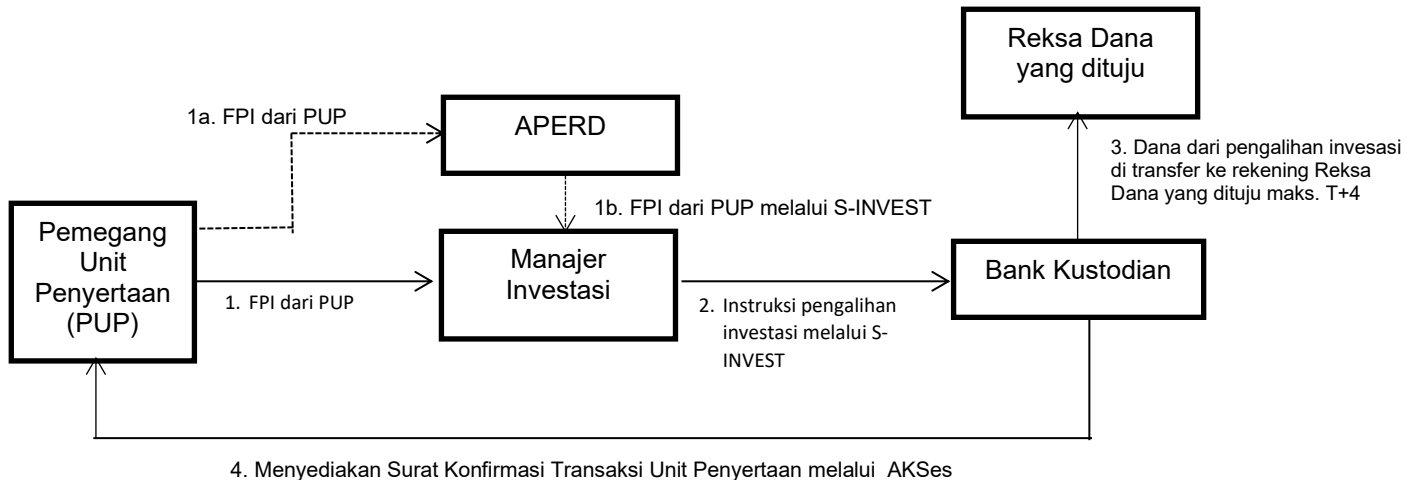 Reksa Dana
yang dituju
1a. FPI dari PUP
APERD
3. Dana dari pengalihan invesasi
di transfer ke rekening Reksa
Dana yang dituju maks. T+4
1b. FPI dari PUP melalui S-INVEST
Pemegang
Unit
Penyertaan
(PUP)
Manajer
Investasi
Bank Kustodian
1. FPI dari PUP
2. Instruksi pengalihan
investasi melalui S-
INVEST
4. Menyediakan Surat Konfirmasi Transaksi Unit Penyertaan melalui AKSes